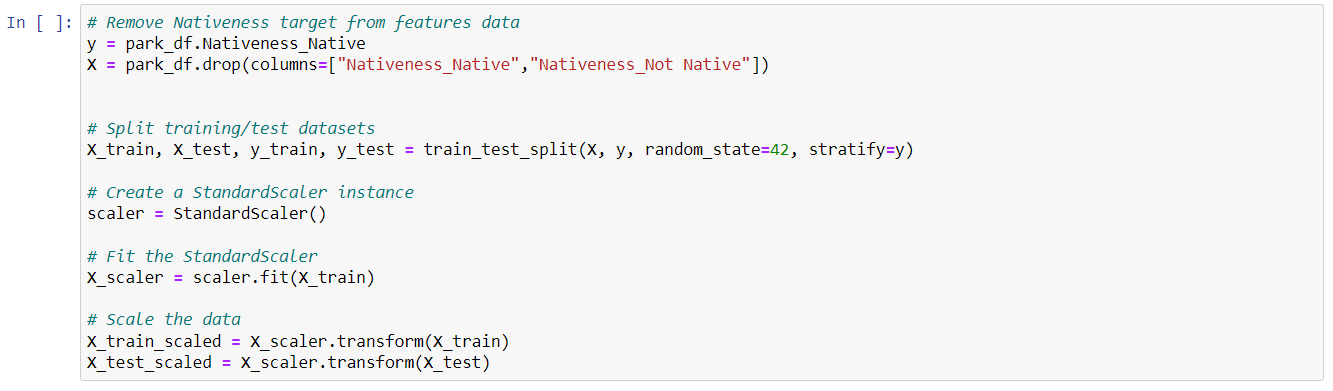 In [ ]: # Remove Nativeness target from features data
y = park_df.Nativeness_Native
X = park_df.drop(columns=["Nativeness_Native","Nativeness_Not Native"])
# Split training/test datasets
X_train, X_test, y_train, y_test = train_test_split(X, y, random_state=42, stratify=y)
# Create a StandardScaler instance
scaler = StandardScaler()
# Fit the StandardScaler
X_scaler = scaler.fit(X_train)
# Scale the data
X_train_scaled = X_scaler.transform(X_train)
X_test_scaled = X_scaler.transform(X_test)